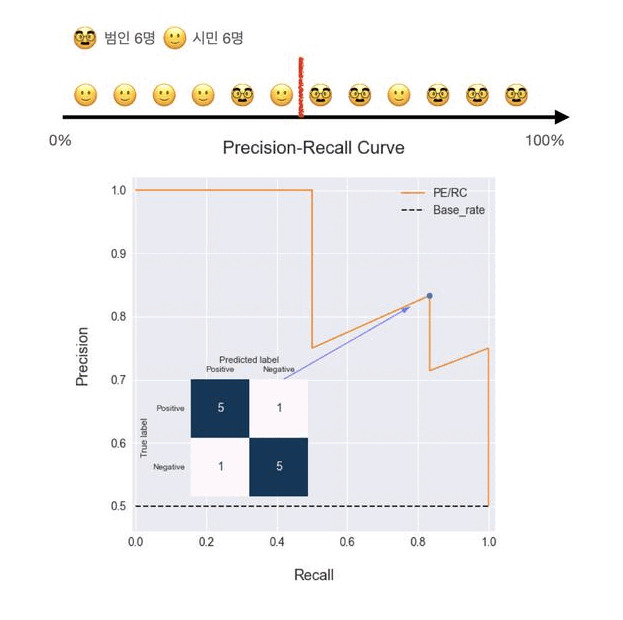 범인 6명 시민 6명
0% 100%
Precision-Recall Curve
PE/RC
Base_rate
1.0
0.9
0.8
0.7
0.6
0.5
Precision
Predicted label
Positive Negative
True label
Positive 5 1
Negative 1 5
0.0 0.2 0.4 0.6 0.8 1.0
Recall